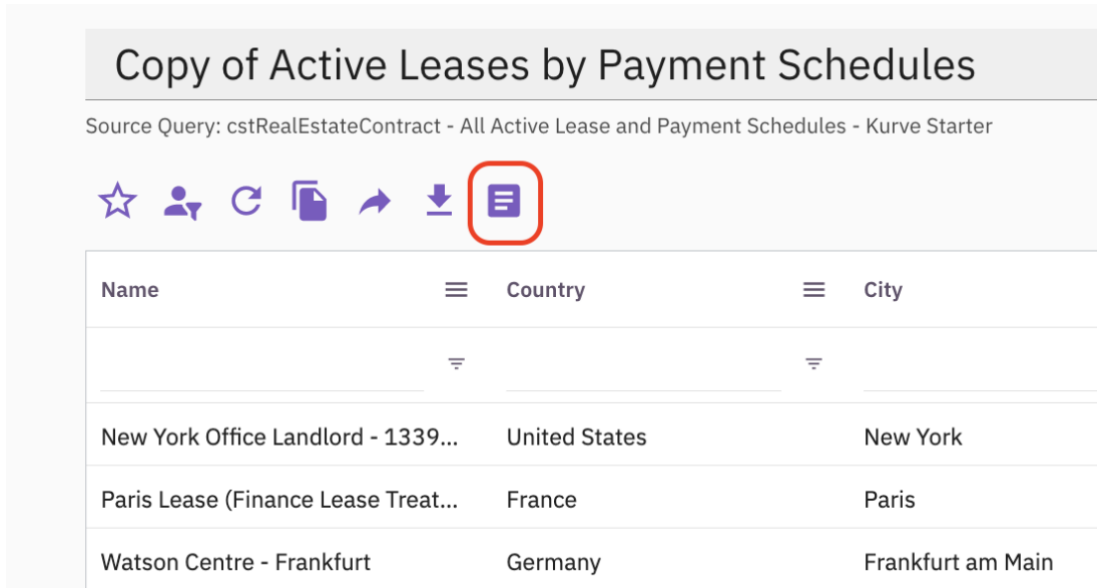 Copy of Active Leases by Payment Schedules
Source Query: cstRealEstateContract - All Active Lease and Payment Schedules - Kurve Starter
Name Country City
New York Office Landlord - 1339... United States New York
Paris Lease (Finance Lease Treat... France Paris
Watson Centre - Frankfurt Germany Frankfurt am Main